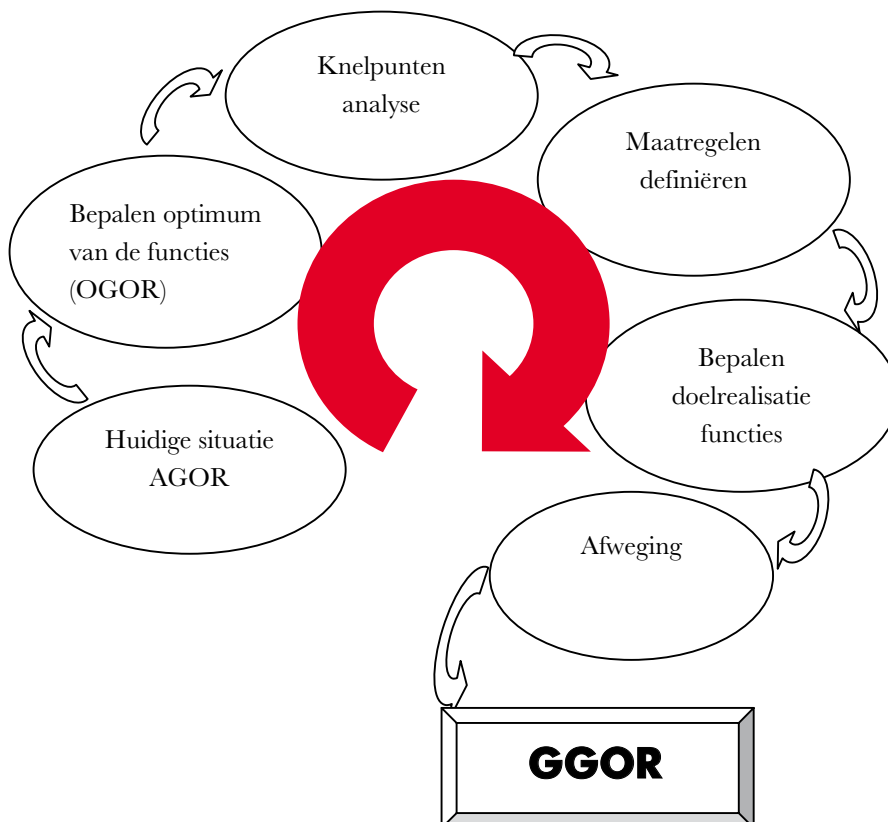 Knelpunten
analyse
Maatregelen
definiëren
Bepalen optimum
van de functies
(OGOR)
Bepalen
doelrealisatie
functies
Huidige situatie
AGOR
Afweging
GGOR